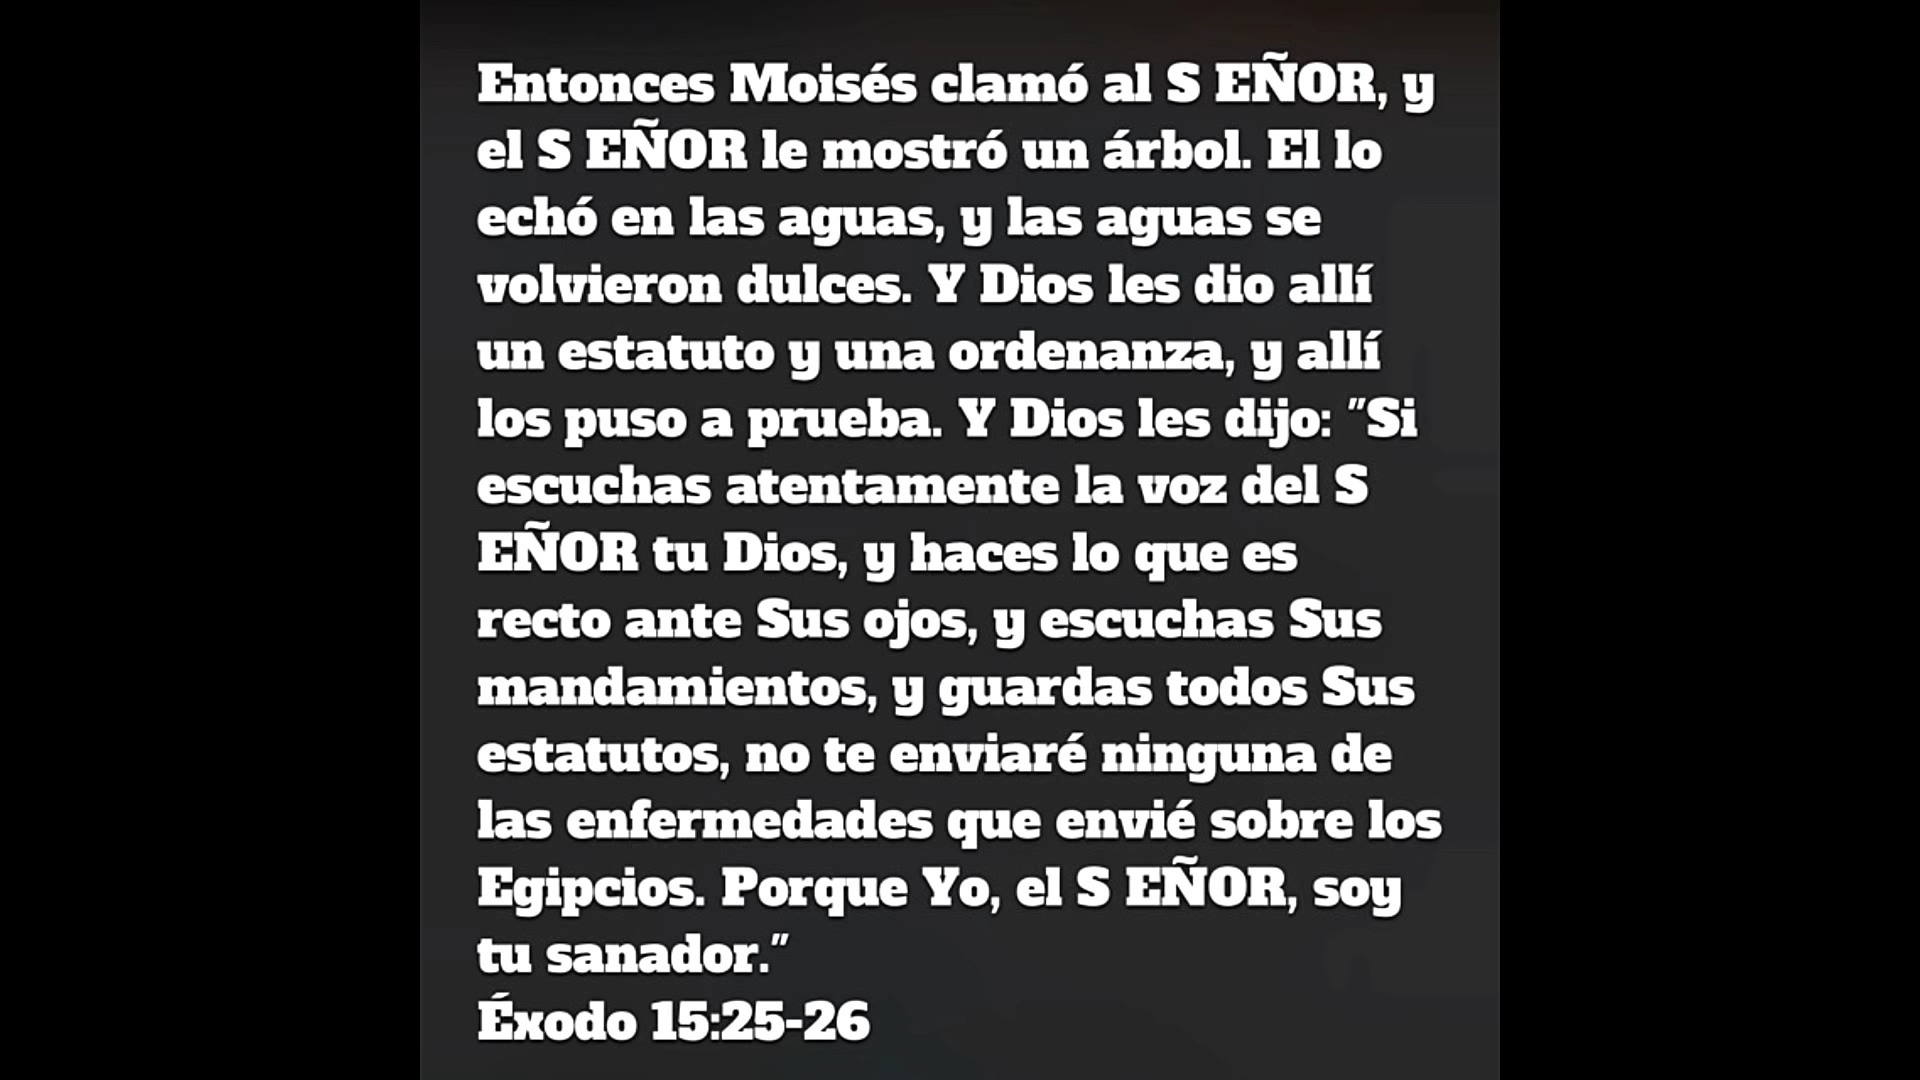 Entonces Moisés clamó al S EÑOR, y
el S EÑOR le mostró un árbol. El lo
echó en las aguas, y las aguas se
volvieron dulces. Y Dios les dio allí
un estatuto y una ordenanza, y allí
los puso a prueba. Y Dios les dijo: "Si
escuchas atentamente la voz del S
EÑOR tu Dios, y haces lo que es
recto ante Sus ojos, y escuchas Sus
mandamientos, y guardas todos Sus
estatutos, no te enviaré ninguna de
las enfermedades que envié sobre los
Egipcios. Porque Yo, el S EÑOR, soy
tu sanador."
Éxodo 15:25-26